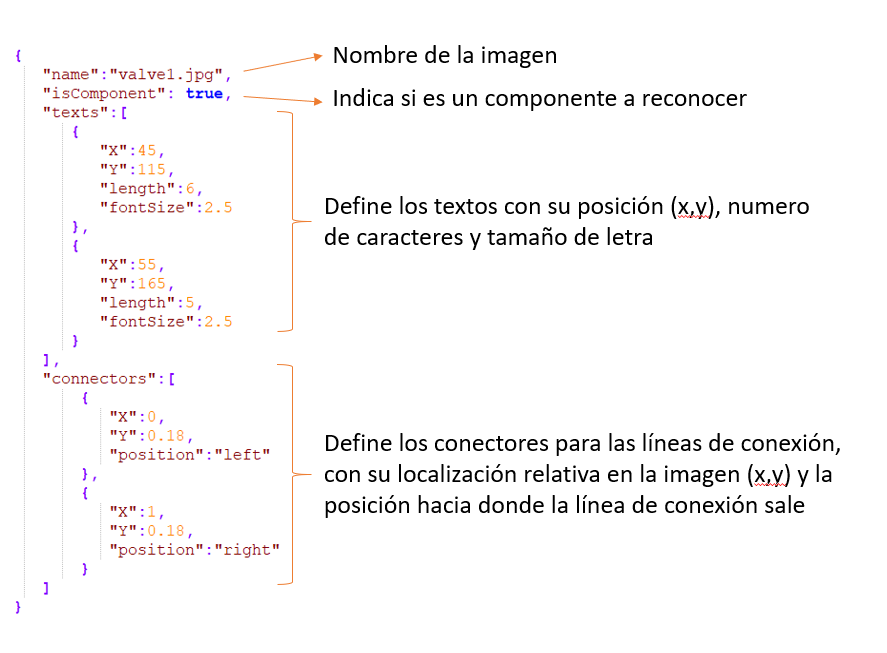 {
"name":"valve1.jpg",
"isComponent": true,
"texts":[
{
"X":45,
"Y":115,
"length":6,
"fontSize":2.5
},
{
"X":55,
"Y":165,
"length":5,
"fontSize":2.5
}
],
"connectors":[
{
"X":0,
"Y":0.18,
"position":"left"
},
{
"X":1,
"Y":0.18,
"position":"right"
}
]
}
Nombre de la imagen
Indica si es un componente a reconocer
Define los textos con su posición (x,y), numero
de caracteres y tamaño de letra
Define los conectores para las líneas de conexión,
con su localización relativa en la imagen (x,y) y la
posición hacia donde la línea de conexión sale